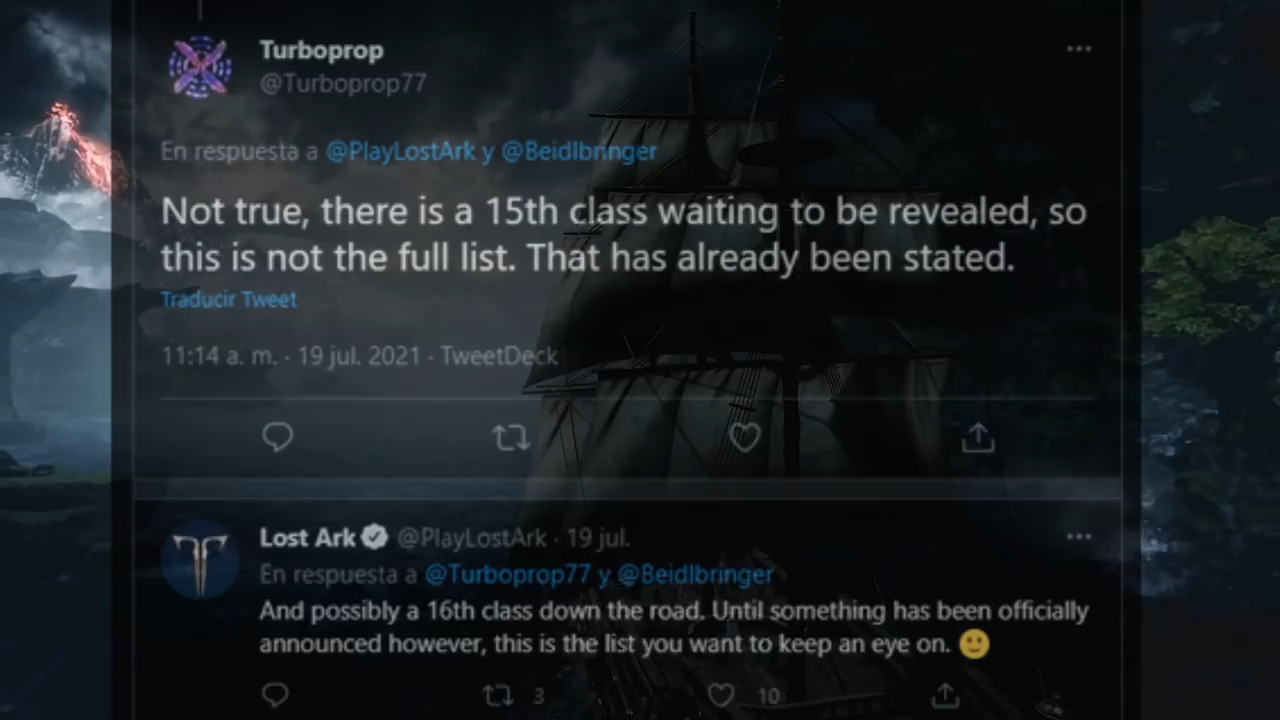 Turboprop
@Turboprop77
En respuesta a @PlayLostArk y @Beidlbringer
Not true, there is a 15th class waiting to be revealed, so
this is not the full list. That has already been stated.
Traducir Tweet
11:14 a. m. · 19 jul. 2021 · TweetDeck
Lost Ark @PlayLostArk · 19 jul.
En respuesta a @Turboprop77 y @Beidlbringer
And possibly a 16th class down the road. Until something has been officially
announced however, this is the list you want to keep an eye on. 🙂
3 10